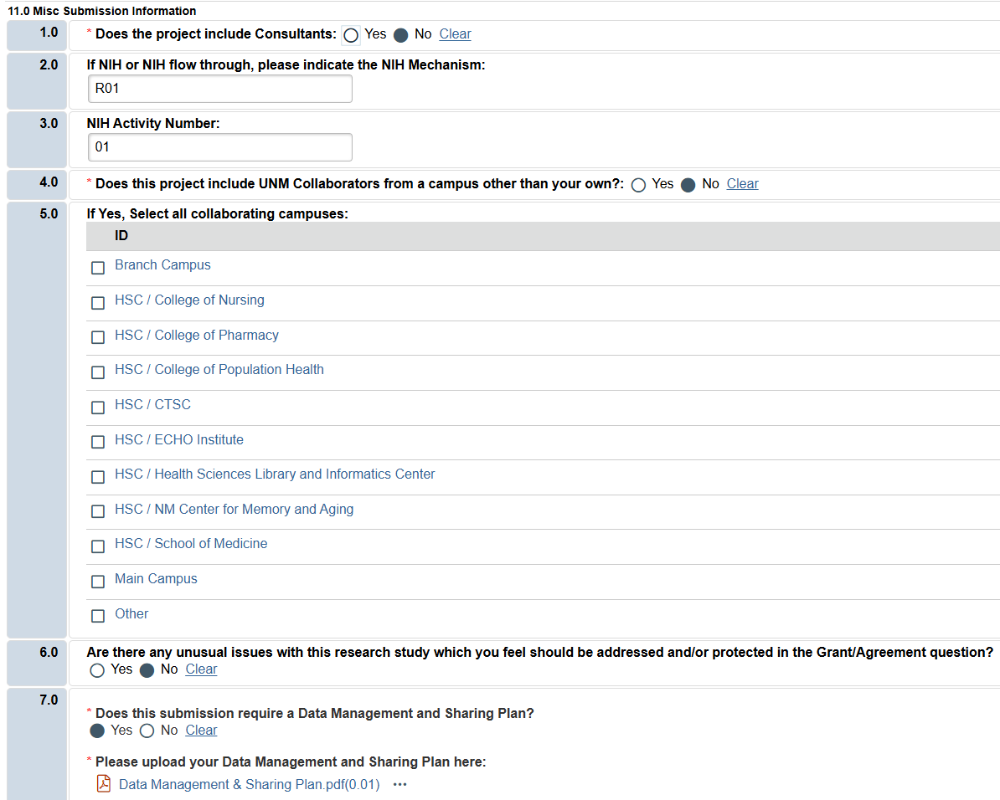 11.0 Misc Submission Information
1.0 * Does the project include Consultants: Yes No Clear
2.0 If NIH or NIH flow through, please indicate the NIH Mechanism:
R01
3.0 NIH Activity Number:
01
4.0 * Does this project include UNM Collaborators from a campus other than your own?: Yes No Clear
5.0 If Yes, Select all collaborating campuses:
ID
Branch Campus
HSC / College of Nursing
HSC / College of Pharmacy
HSC / College of Population Health
HSC / CTSC
HSC / ECHO Institute
HSC / Health Sciences Library and Informatics Center
HSC / NM Center for Memory and Aging
HSC / School of Medicine
Main Campus
Other
6.0 Are there any unusual issues with this research study which you feel should be addressed and/or protected in the Grant/Agreement question?
Yes No Clear
7.0
* Does this submission require a Data Management and Sharing Plan?
Yes No Clear
* Please upload your Data Management and Sharing Plan here:
Data Management & Sharing Plan.pdf(0.01) ···